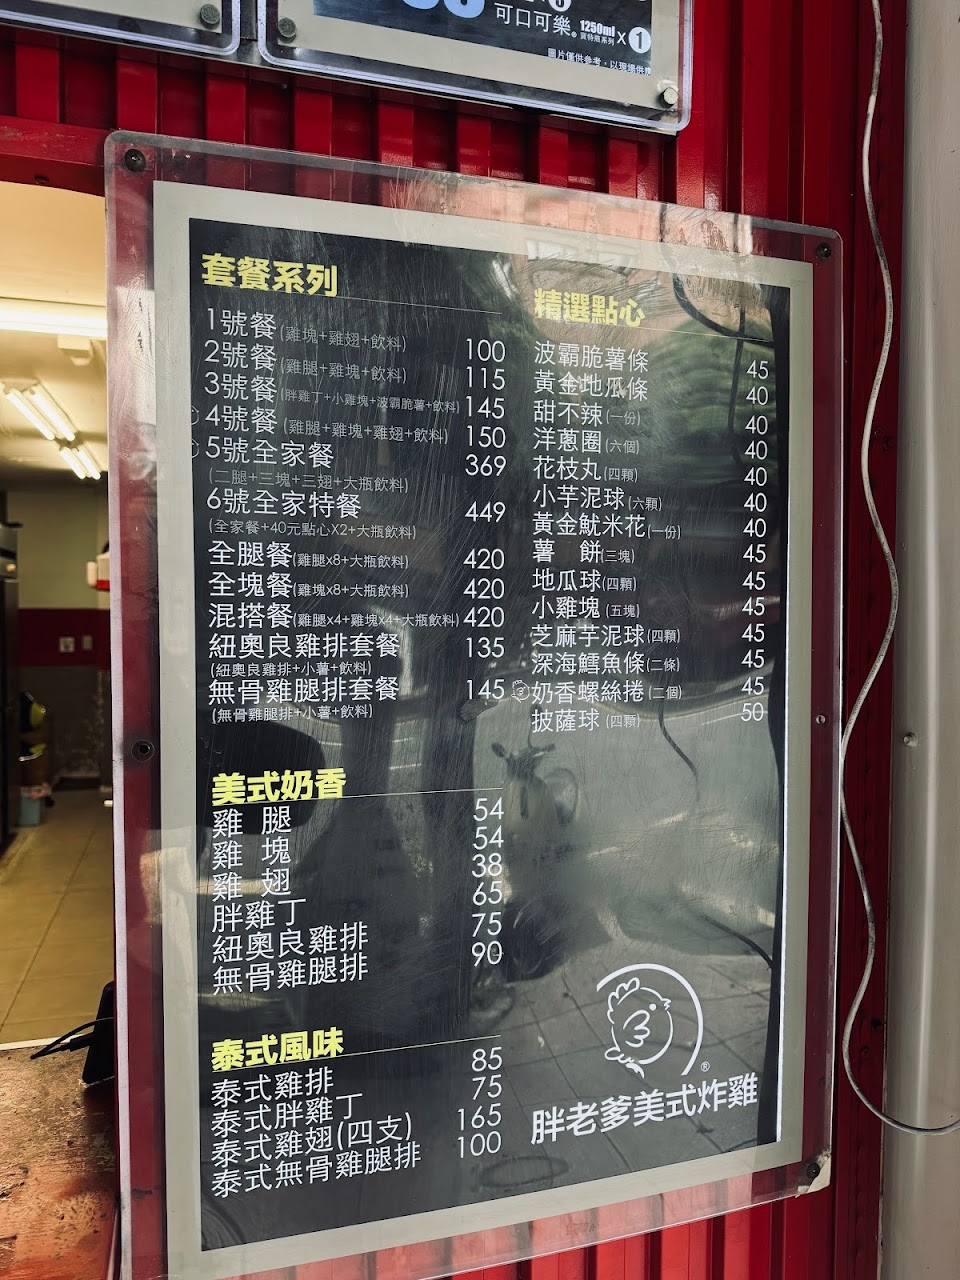 可口可樂® 1250ml 寶特瓶系列 X 1
圖片僅供參考，以現場供應
套餐系列
1號餐(雞塊+雞翅+飲料) 100
2號餐(雞腿+雞塊+飲料) 115
3號餐(胖雞丁+小雞塊+波霸脆薯+飲料) 145
4號餐(雞腿+雞塊+雞翅+飲料) 150
5號全家餐 369
(二腿+三塊+三翅+大瓶飲料)
6號全家特餐 449
(全家餐+40元點心X2+大瓶飲料)
全腿餐(雞腿x8+大瓶飲料) 420
全塊餐(雞塊x8+大瓶飲料) 420
混搭餐(雞腿x4+雞塊x4+大瓶飲料) 420
紐奧良雞排套餐 135
(紐奧良雞排+小薯+飲料)
無骨雞腿排套餐 145
(無骨雞腿排+小薯+飲料)
美式奶香
雞 腿 54
雞 塊 54
雞 翅 38
胖雞丁 65
紐奧良雞排 75
無骨雞腿排 90
泰式風味
泰式雞排 85
泰式胖雞丁 75
泰式雞翅(四支) 165
泰式無骨雞腿排 100
精選點心
波霸脆薯條 45
黃金地瓜條 40
甜不辣(一份) 40
洋蔥圈(六個) 40
花枝丸(四顆) 40
小芋泥球(六顆) 40
黃金魷米花(一份) 40
薯 餅(三塊) 45
地瓜球(四顆) 45
小雞塊(五塊) 45
芝麻芋泥球(四顆) 45
深海鱈魚條(二條) 45
奶香螺絲捲(二個) 45
披薩球(四顆) 50
®
胖老爹美式炸雞